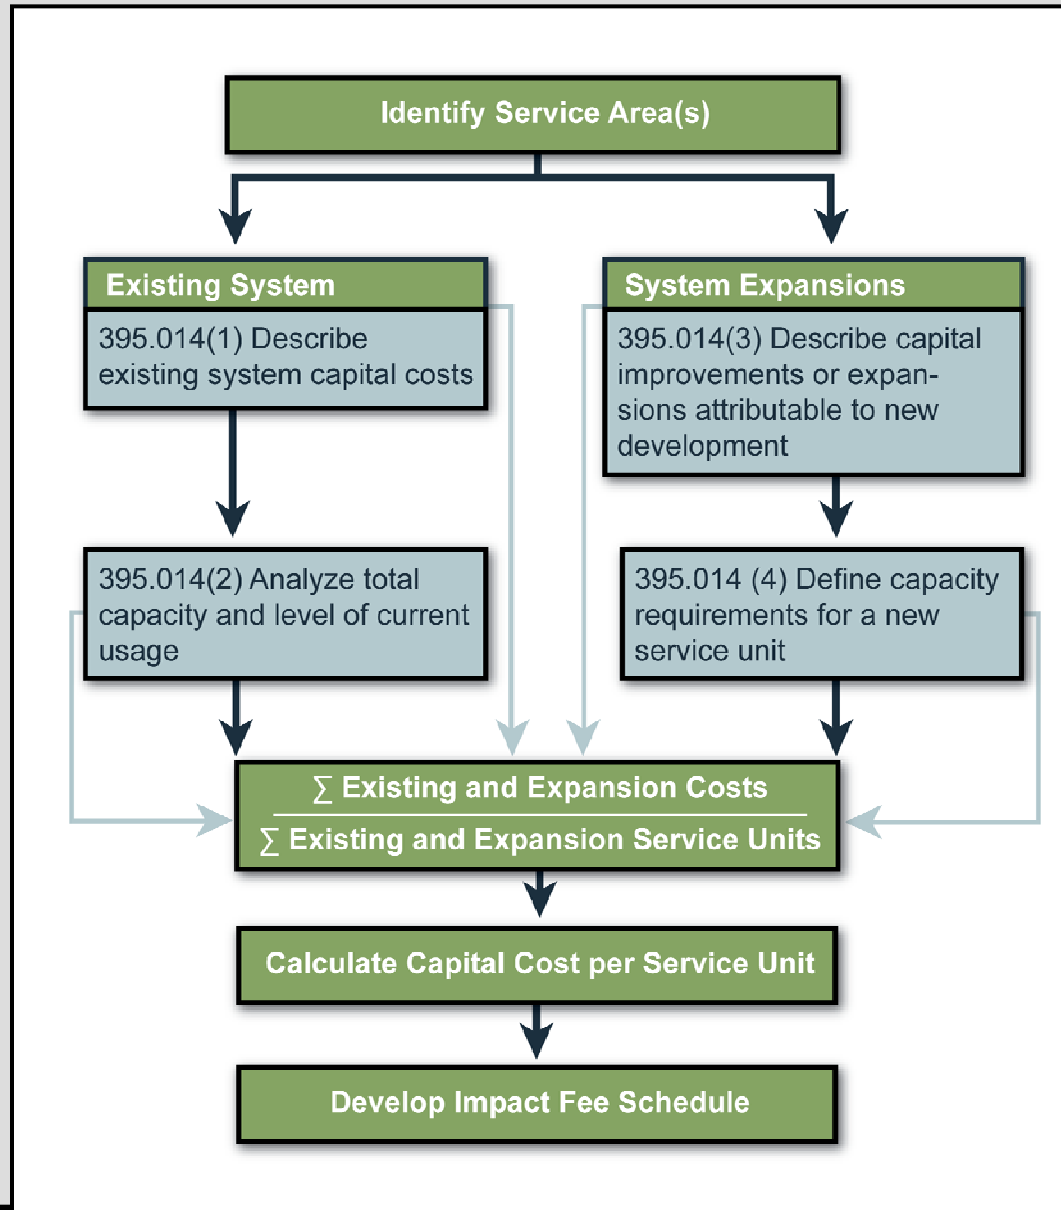 Identify Service Area(s)
Existing System
395.014(1) Describe
existing system capital costs
395.014(2) Analyze total
capacity and level of current
usage
System Expansions
395.014(3) Describe capital
improvements or expan-
sions attributable to new
development
395.014 (4) Define capacity
requirements for a new
service unit
∑ Existing and Expansion Costs
∑ Existing and Expansion Service Units
Calculate Capital Cost per Service Unit
Develop Impact Fee Schedule